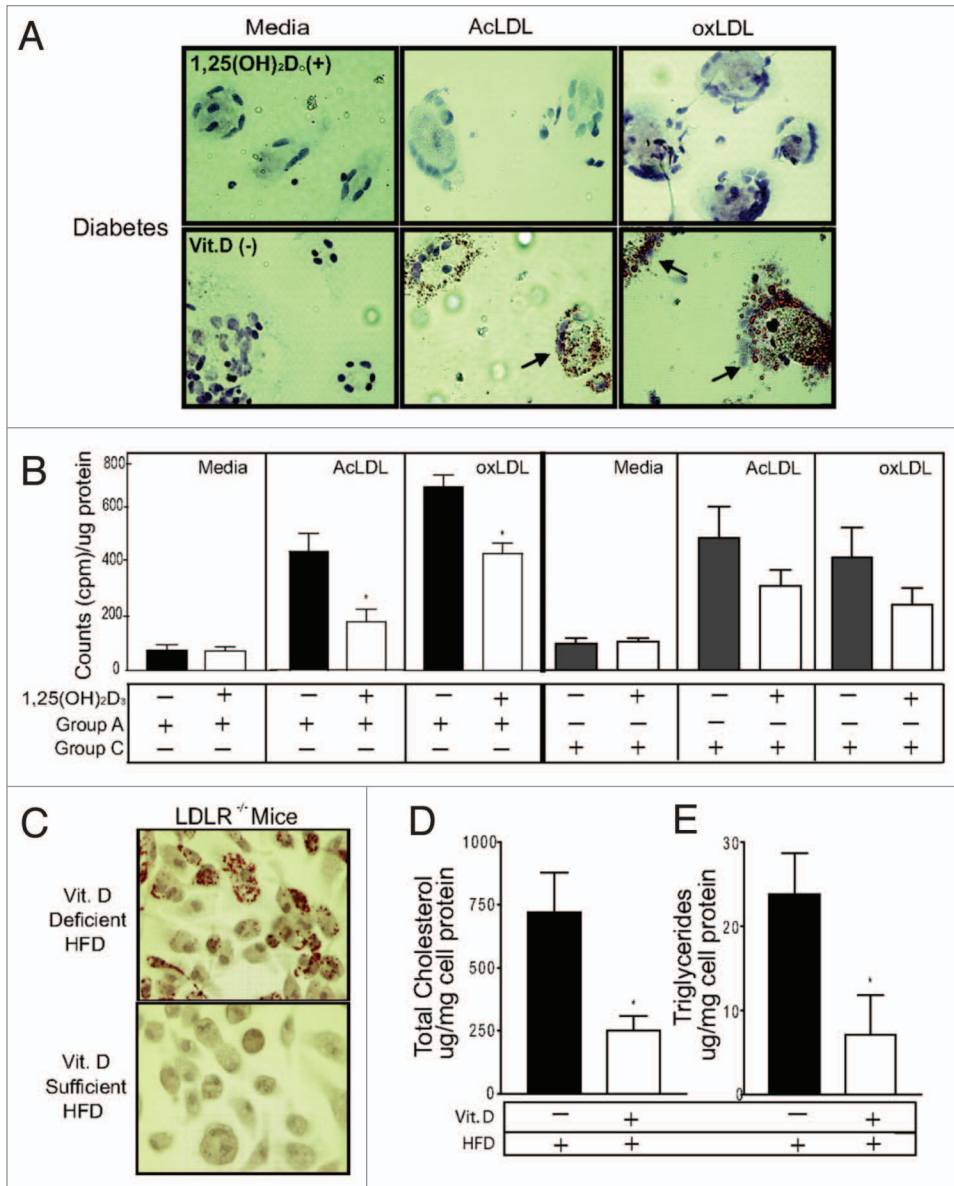 A
Media AcLDL oxLDL
1,25(OH)₂D₃(+)
Diabetes
Vit.D (-)
B
Counts (cpm)/ug protein
800
600
400
200
0
Media AcLDL oxLDL Media AcLDL oxLDL
* *
1,25(OH)₂D₃ – + – + – + – + – + – +
Group A + + + + + + – – – – – –
Group C – – – – – – + + + + + +
C
LDLR⁻/⁻ Mice
Vit. D
Deficient
HFD
Vit. D
Sufficient
HFD
D
Total Cholesterol
ug/mg cell protein
1000
750
500
250
0
*
E
Triglycerides
ug/mg cell protein
30
20
10
0
*
Vit. D – + – +
HFD + + + +